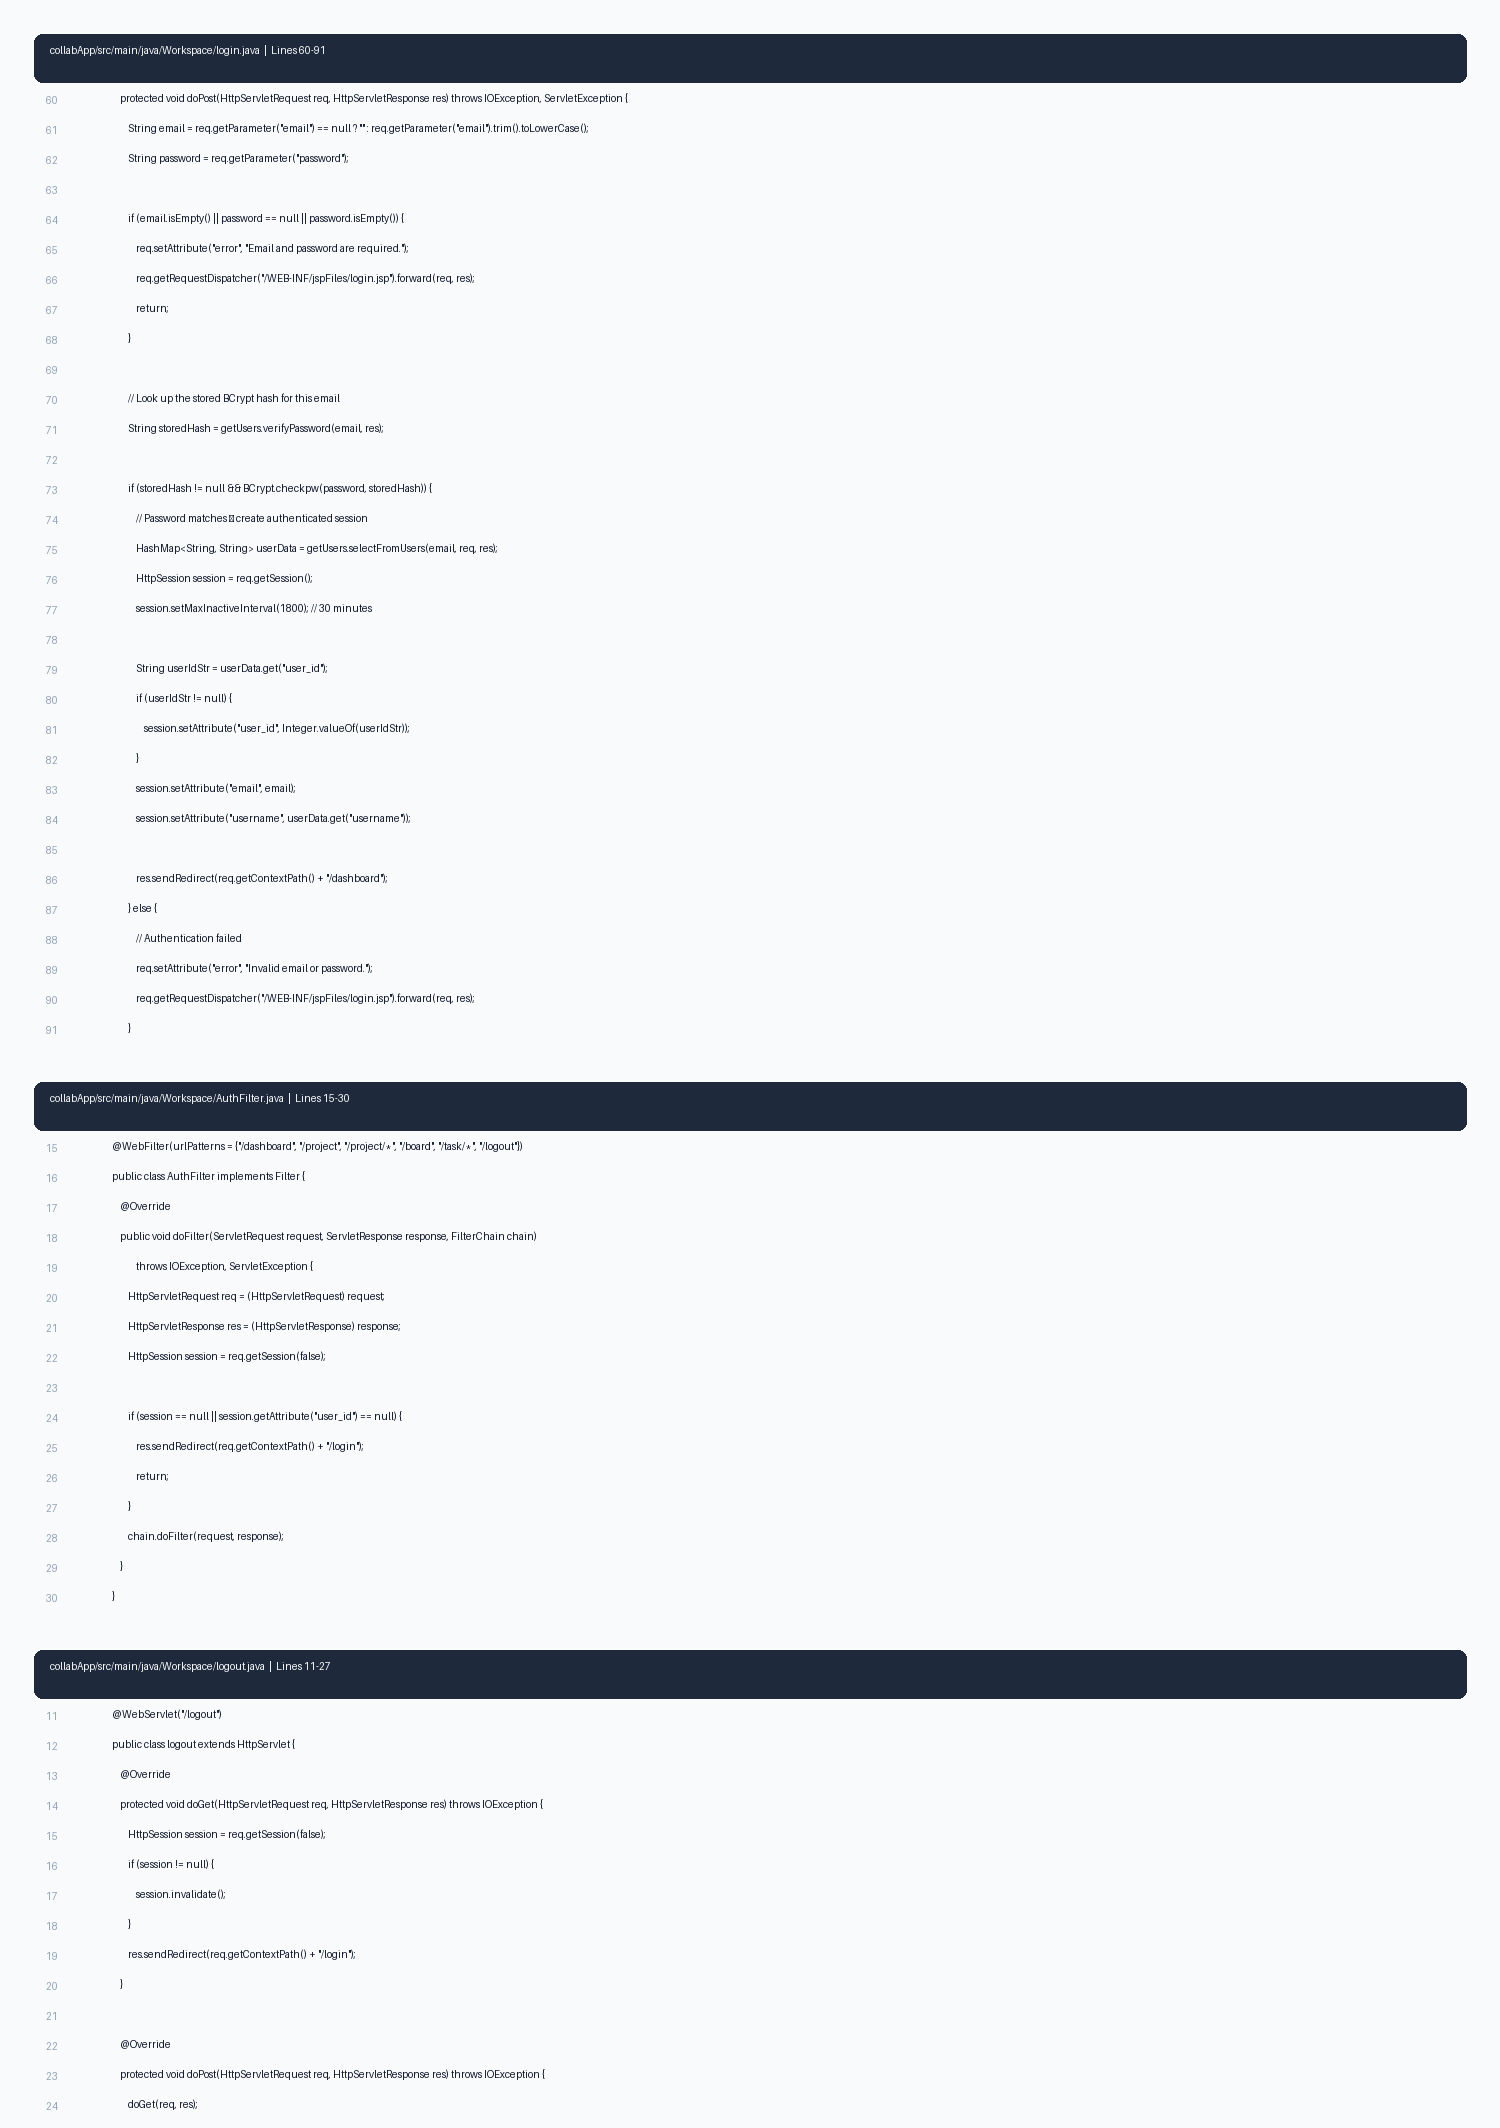 collabApp/src/main/java/Workspace/login.java | Lines 60-91
60 protected void doPost(HttpServletRequest req, HttpServletResponse res) throws IOException, ServletException {
61 String email = req.getParameter("email") == null ? "" : req.getParameter("email").trim().toLowerCase();
62 String password = req.getParameter("password");
63
64 if (email.isEmpty() || password == null || password.isEmpty()) {
65 req.setAttribute("error", "Email and password are required.");
66 req.getRequestDispatcher("/WEB-INF/jspFiles/login.jsp").forward(req, res);
67 return;
68 }
69
70 // Look up the stored BCrypt hash for this email
71 String storedHash = getUsers.verifyPassword(email, res);
72
73 if (storedHash != null && BCrypt.checkpw(password, storedHash)) {
74 // Password matches create authenticated session
75 HashMap<String, String> userData = getUsers.selectFromUsers(email, req, res);
76 HttpSession session = req.getSession();
77 session.setMaxInactiveInterval(1800); // 30 minutes
78
79 String userIdStr = userData.get("user_id");
80 if (userIdStr != null) {
81 session.setAttribute("user_id", Integer.valueOf(userIdStr));
82 }
83 session.setAttribute("email", email);
84 session.setAttribute("username", userData.get("username"));
85
86 res.sendRedirect(req.getContextPath() + "/dashboard");
87 } else {
88 // Authentication failed
89 req.setAttribute("error", "Invalid email or password.");
90 req.getRequestDispatcher("/WEB-INF/jspFiles/login.jsp").forward(req, res);
91 }
collabApp/src/main/java/Workspace/AuthFilter.java | Lines 15-30
15 @WebFilter(urlPatterns = {"/dashboard", "/project", "/project/*", "/board", "/task/*", "/logout"})
16 public class AuthFilter implements Filter {
17 @Override
18 public void doFilter(ServletRequest request, ServletResponse response, FilterChain chain)
19 throws IOException, ServletException {
20 HttpServletRequest req = (HttpServletRequest) request;
21 HttpServletResponse res = (HttpServletResponse) response;
22 HttpSession session = req.getSession(false);
23
24 if (session == null || session.getAttribute("user_id") == null) {
25 res.sendRedirect(req.getContextPath() + "/login");
26 return;
27 }
28 chain.doFilter(request, response);
29 }
30 }
collabApp/src/main/java/Workspace/logout.java | Lines 11-27
11 @WebServlet("/logout")
12 public class logout extends HttpServlet {
13 @Override
14 protected void doGet(HttpServletRequest req, HttpServletResponse res) throws IOException {
15 HttpSession session = req.getSession(false);
16 if (session != null) {
17 session.invalidate();
18 }
19 res.sendRedirect(req.getContextPath() + "/login");
20 }
21
22 @Override
23 protected void doPost(HttpServletRequest req, HttpServletResponse res) throws IOException {
24 doGet(req, res);